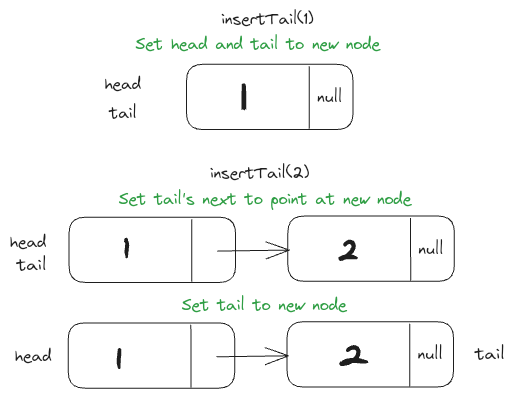 insertTail(1)
Set head and tail to new node
head
tail
1
null
insertTail(2)
Set tail's next to point at new node
head
tail
1
2
null
Set tail to new node
head
1
2
null
tail